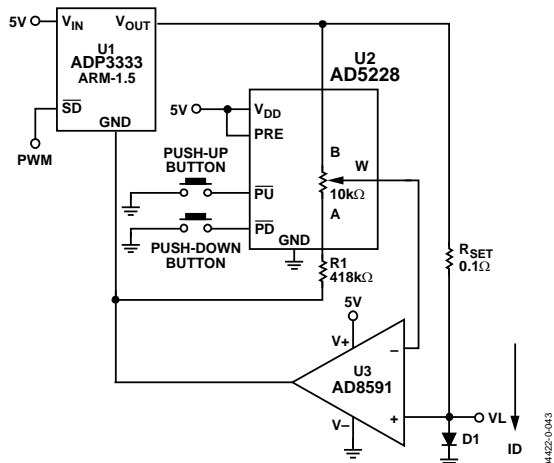 5V
VIN
VOUT
U1
ADP3333
ARM-1.5
SD
GND
PWM
U2
AD5228
5V
VDD
PRE
PUSH-UP
BUTTON
PU
PD
PUSH-DOWN
BUTTON
GND
B
W
10kΩ
A
R1
418kΩ
RSET
0.1Ω
5V
V+
U3
AD8591
V–
–
+
VL
D1
ID
04422-0-043